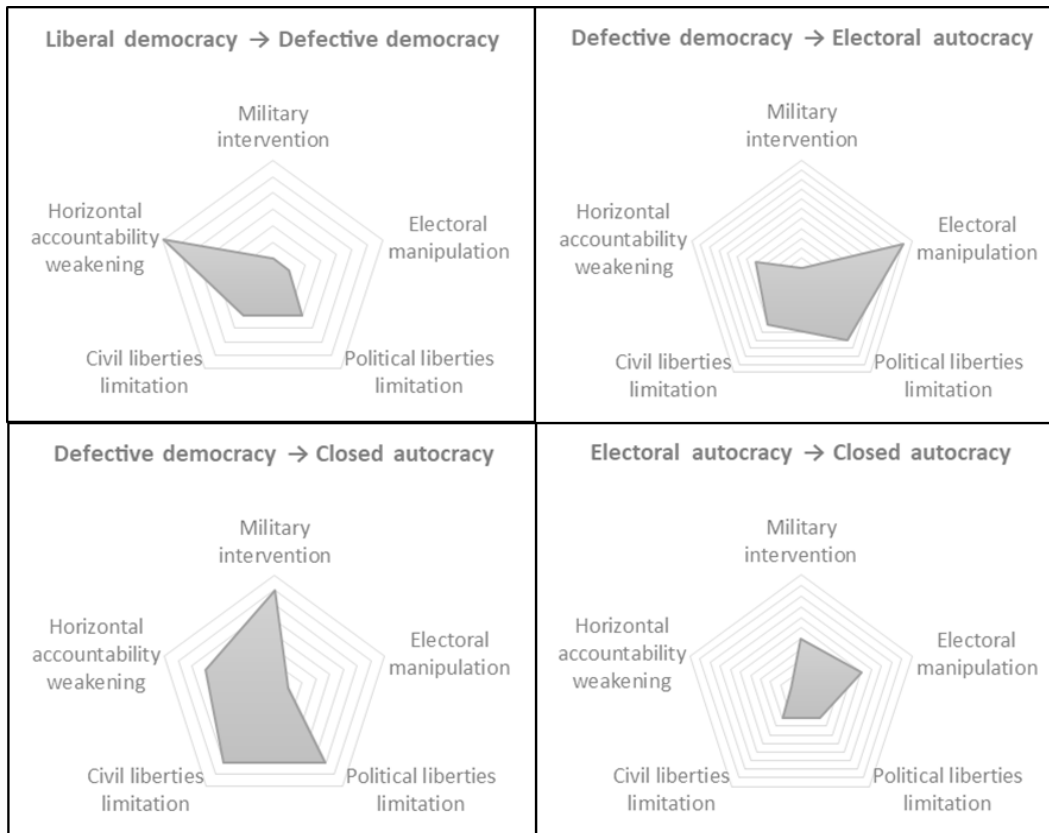 Liberal democracy → Defective democracy
Military
intervention
Horizontal
accountability
weakening
Electoral
manipulation
Civil liberties
limitation
Political liberties
limitation
Defective democracy → Electoral autocracy
Military
intervention
Horizontal
accountability
weakening
Electoral
manipulation
Civil liberties
limitation
Political liberties
limitation
Defective democracy → Closed autocracy
Military
intervention
Horizontal
accountability
weakening
Electoral
manipulation
Civil liberties
limitation
Political liberties
limitation
Electoral autocracy → Closed autocracy
Military
intervention
Horizontal
accountability
weakening
Electoral
manipulation
Civil liberties
limitation
Political liberties
limitation